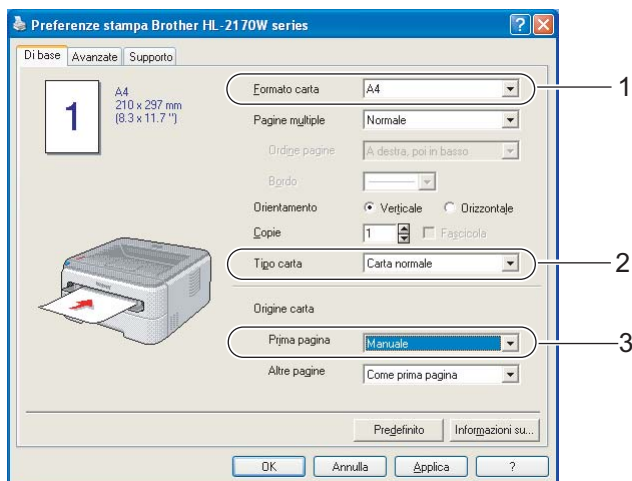 Preferenze stampa Brother HL-2170W series
Di base Avanzate Supporto
1
A4
210 x 297 mm
(8.3 x 11.7 ")
Formato carta A4 1
Pagine multiple Normale
Ordine pagine A destra, poi in basso
Bordo
Orientamento Verticale Orizzontale
Copie 1 Fascicola
Tipo carta Carta normale 2
Origine carta
Prima pagina Manuale 3
Altre pagine Come prima pagina
Predefinito Informazioni su...
OK Annulla Applica ?